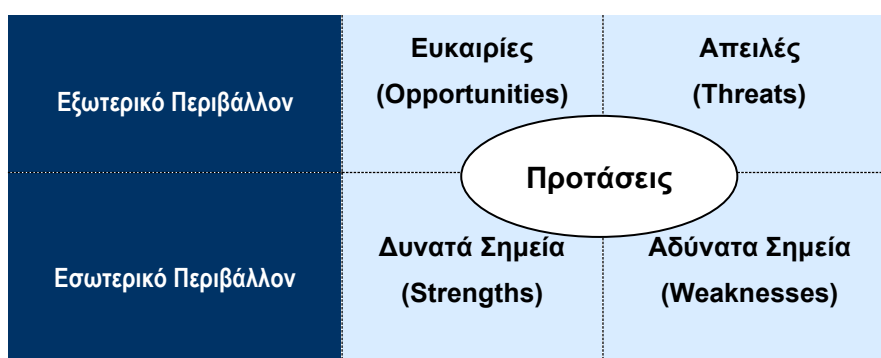 Ευκαιρίες
(Opportunities)
Απειλές
(Threats)
Εξωτερικό Περιβάλλον
Προτάσεις
Δυνατά Σημεία
(Strengths)
Αδύνατα Σημεία
(Weaknesses)
Εσωτερικό Περιβάλλον